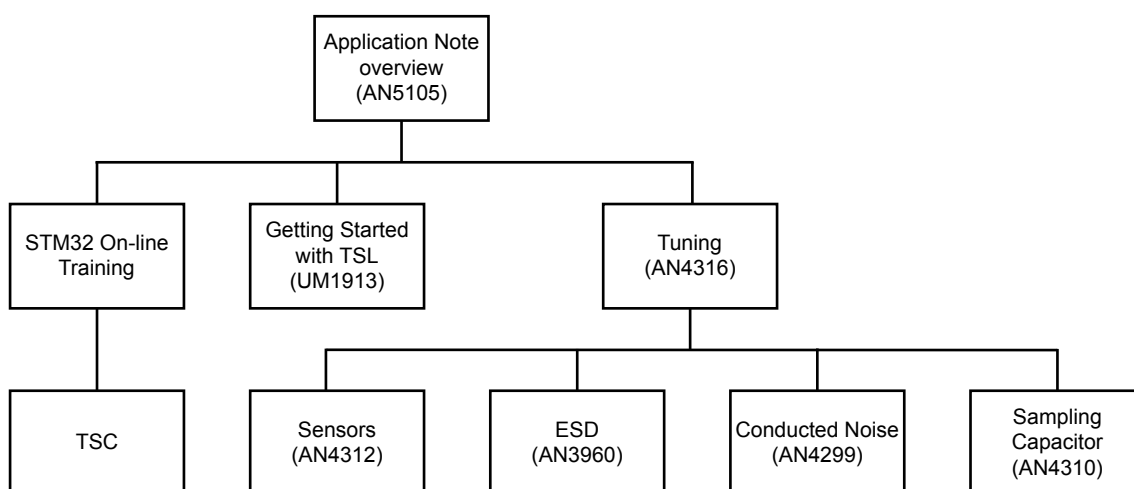 Application Note
overview
(AN5105)
STM32 On-line
Training
Getting Started
with TSL
(UM1913)
Tuning
(AN4316)
TSC
Sensors
(AN4312)
ESD
(AN3960)
Conducted Noise
(AN4299)
Sampling
Capacitor
(AN4310)